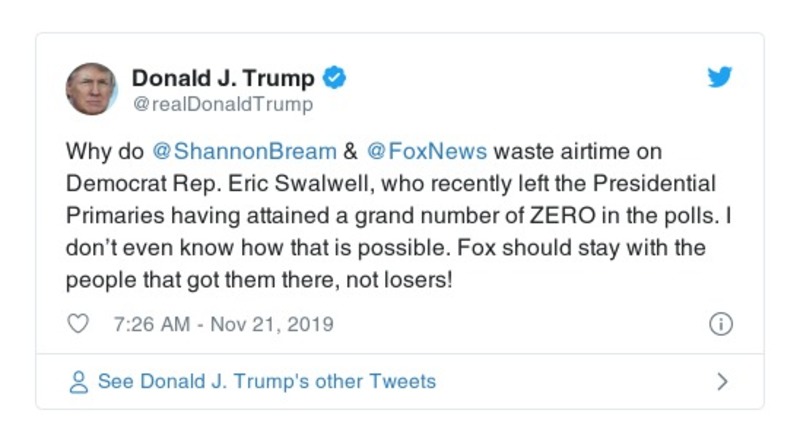 Donald J. Trump
@realDonaldTrump
Why do @ShannonBream & @FoxNews waste airtime on
Democrat Rep. Eric Swalwell, who recently left the Presidential
Primaries having attained a grand number of ZERO in the polls. I
don’t even know how that is possible. Fox should stay with the
people that got them there, not losers!
7:26 AM - Nov 21, 2019
See Donald J. Trump's other Tweets